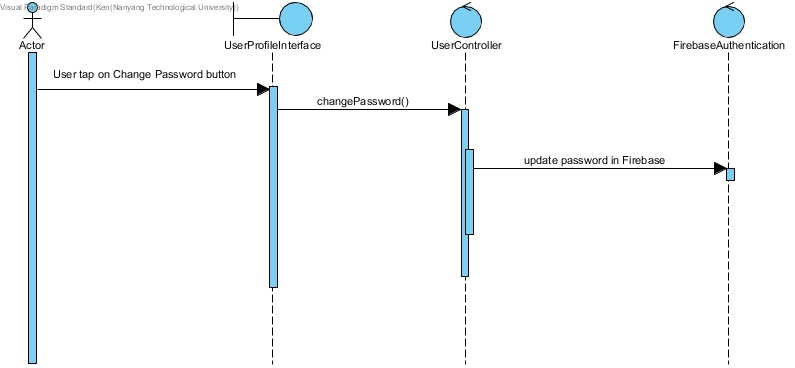 Visual Paradigm Standard(Ken(Nanyang Technological University))
Actor
UserProfileInterface
UserController
FirebaseAuthentication
User tap on Change Password button
changePassword()
update password in Firebase